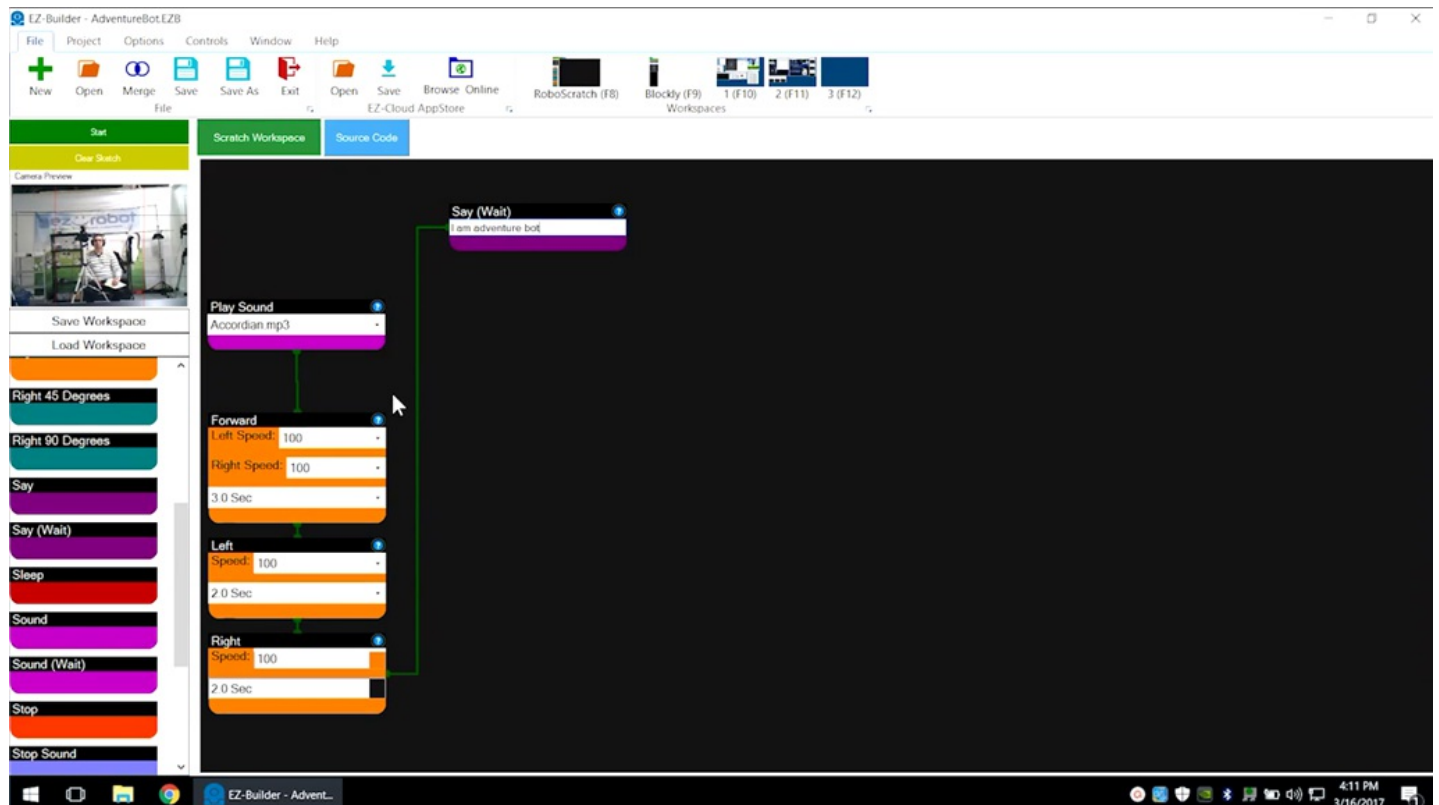 EZ-Builder - AdventureBot.EZB
File Project Options Controls Window Help
New Open Merge Save Save As Exit Open Save Browse Online RoboScratch (F8) Blockly (F9) 1 (F10) 2 (F11) 3 (F12)
File EZ-Cloud AppStore Workspaces
Start
Clear Sketch
Scratch Workspace Source Code
Camera Preview
ez robot
Save Workspace
Load Workspace
Right 45 Degrees
Right 90 Degrees
Say
Say (Wait)
Sleep
Sound
Sound (Wait)
Stop
Stop Sound
Say (Wait) ?
I am adventure bot
Play Sound ?
Accordian.mp3
Forward ?
Left Speed: 100
Right Speed: 100
3.0 Sec
Left ?
Speed: 100
2.0 Sec
Right ?
Speed: 100
2.0 Sec
EZ-Builder - Advent...
4:11 PM
3/16/2017